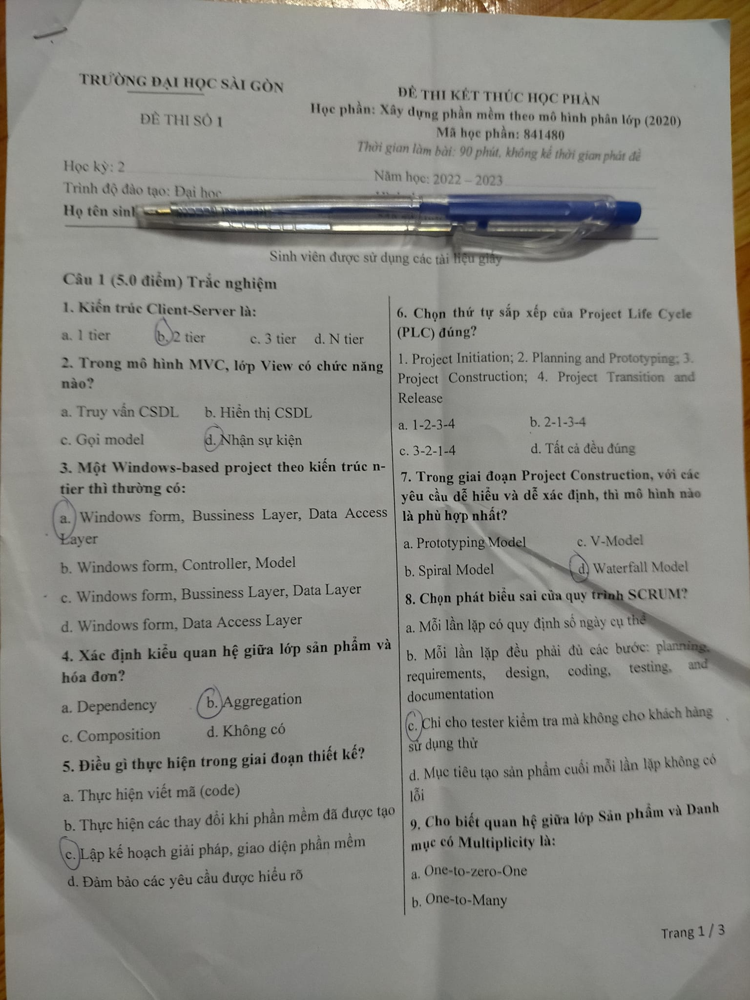 TRƯỜNG ĐẠI HỌC SÀI GÒN
ĐỀ THI SỐ 1
ĐỀ THI KẾT THÚC HỌC PHẦN
Học phần: Xây dựng phần mềm theo mô hình phân lớp (2020)
Mã học phần: 841480
Thời gian làm bài: 90 phút, không kể thời gian phát đề
Học kỳ: 2
Năm học: 2022 – 2023
Trình độ đào tạo: Đại học
Họ tên sinh
Sinh viên được sử dụng các tài liệu giấy
Câu 1 (5.0 điểm) Trắc nghiệm
1. Kiến trúc Client-Server là:
a. 1 tier b. 2 tier c. 3 tier d. N tier
2. Trong mô hình MVC, lớp View có chức năng
nào?
a. Truy vấn CSDL b. Hiển thị CSDL
c. Gọi model d. Nhận sự kiện
3. Một Windows-based project theo kiến trúc n-
tier thì thường có:
a. Windows form, Bussiness Layer, Data Access
Layer
b. Windows form, Controller, Model
c. Windows form, Bussiness Layer, Data Layer
d. Windows form, Data Access Layer
4. Xác định kiểu quan hệ giữa lớp sản phẩm và
hóa đơn?
a. Dependency b. Aggregation
c. Composition d. Không có
5. Điều gì thực hiện trong giai đoạn thiết kế?
a. Thực hiện viết mã (code)
b. Thực hiện các thay đổi khi phần mềm đã được tạo
c. Lập kế hoạch giải pháp, giao diện phần mềm
d. Đảm bảo các yêu cầu được hiểu rõ
6. Chọn thứ tự sắp xếp của Project Life Cycle
(PLC) đúng?
1. Project Initiation; 2. Planning and Prototyping; 3.
Project Construction; 4. Project Transition and
Release
a. 1-2-3-4 b. 2-1-3-4
c. 3-2-1-4 d. Tất cả đều đúng
7. Trong giai đoạn Project Construction, với các
yêu cầu dễ hiểu và dễ xác định, thì mô hình nào
là phù hợp nhất?
a. Prototyping Model c. V-Model
b. Spiral Model d. Waterfall Model
8. Chọn phát biểu sai của quy trình SCRUM?
a. Mỗi lần lặp có quy định số ngày cụ thể
b. Mỗi lần lặp đều phải đủ các bước: planning,
requirements, design, coding, testing, and
documentation
c. Chỉ cho tester kiểm tra mà không cho khách hàng
sử dụng thử
d. Mục tiêu tạo sản phẩm cuối mỗi lần lặp không có
lỗi
9. Cho biết quan hệ giữa lớp Sản phẩm và Danh
mục có Multiplicity là:
a. One-to-zero-One
b. One-to-Many
Trang 1 / 3